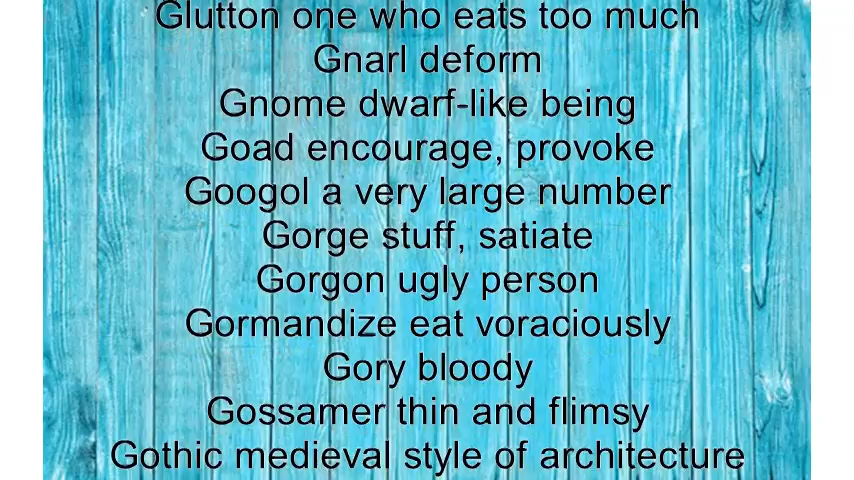 Glutton one who eats too much
Gnarl deform
Gnome dwarf-like being
Goad encourage, provoke
Googol a very large number
Gorge stuff, satiate
Gorgon ugly person
Gormandize eat voraciously
Gory bloody
Gossamer thin and flimsy
Gothic medieval style of architecture